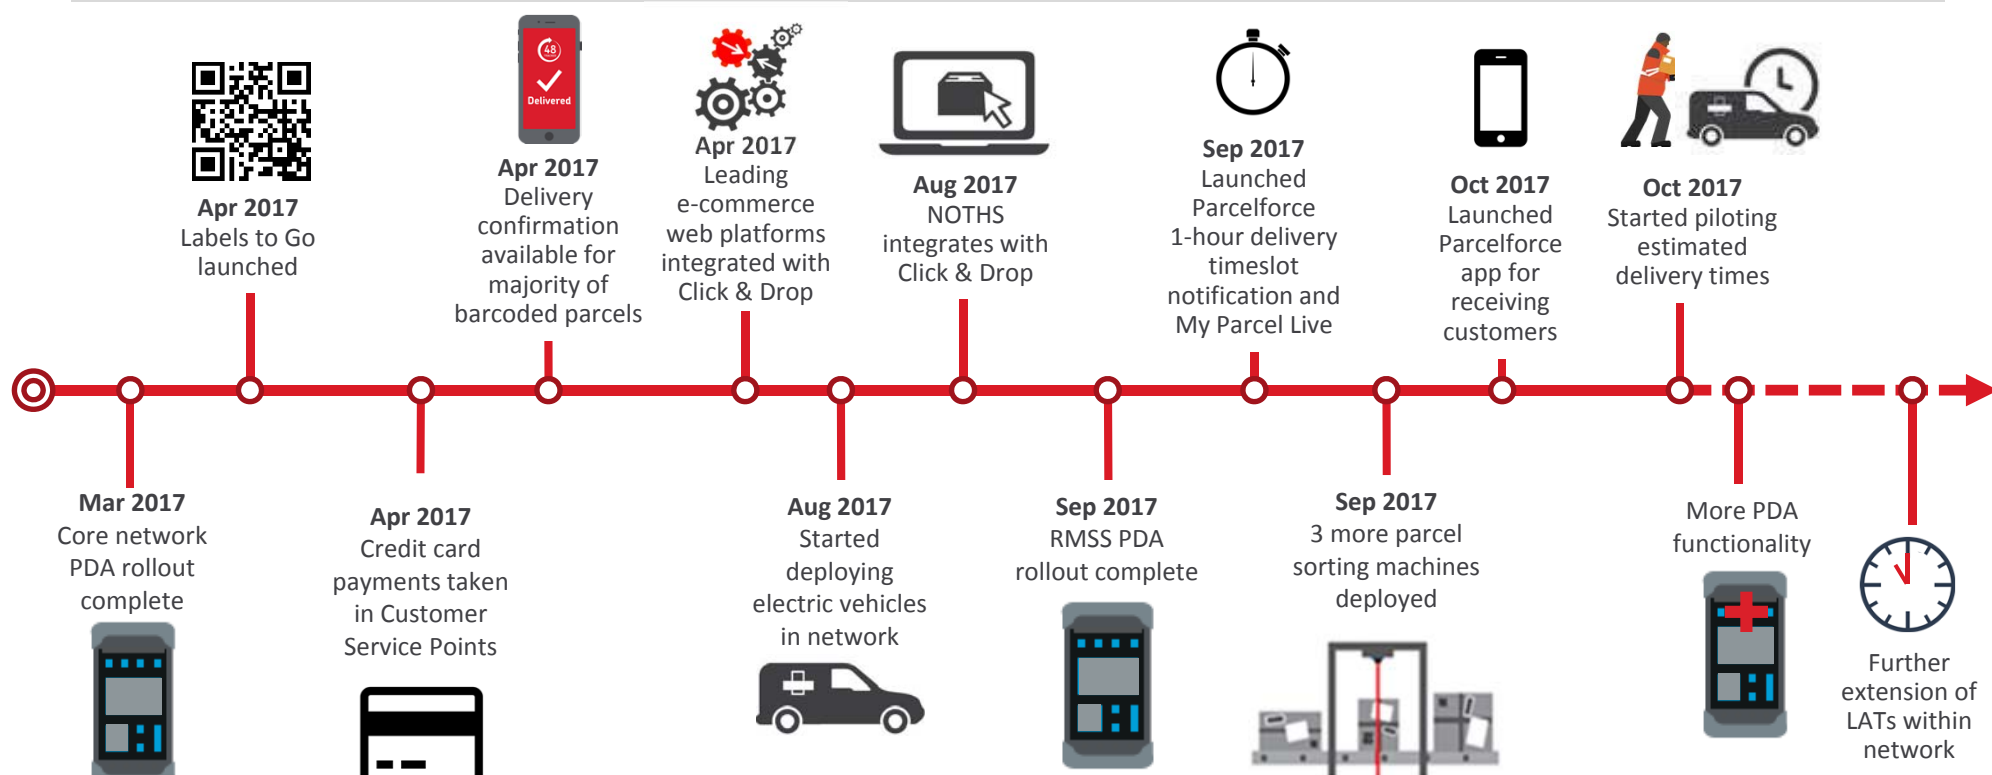 Apr 2017
Labels to Go
launched
48
Delivered
Apr 2017
Delivery
confirmation
available for
majority of
barcoded parcels
Apr 2017
Leading
e-commerce
web platforms
integrated with
Click & Drop
Aug 2017
NOTHS
integrates with
Click & Drop
Sep 2017
Launched
Parcelforce
1-hour delivery
timeslot
notification and
My Parcel Live
Oct 2017
Launched
Parcelforce
app for
receiving
customers
Oct 2017
Started piloting
estimated
delivery times
Mar 2017
Core network
PDA rollout
complete
Apr 2017
Credit card
payments taken
in Customer
Service Points
Aug 2017
Started
deploying
electric vehicles
in network
Sep 2017
RMSS PDA
rollout complete
Sep 2017
3 more parcel
sorting machines
deployed
More PDA
functionality
Further
extension of
LATs within
network